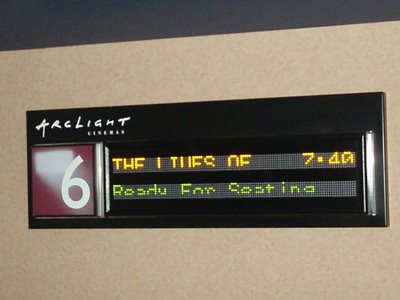 ARCLIGHT
CINEMAS
6
THE LIVES OF 7:40
Ready For Seating